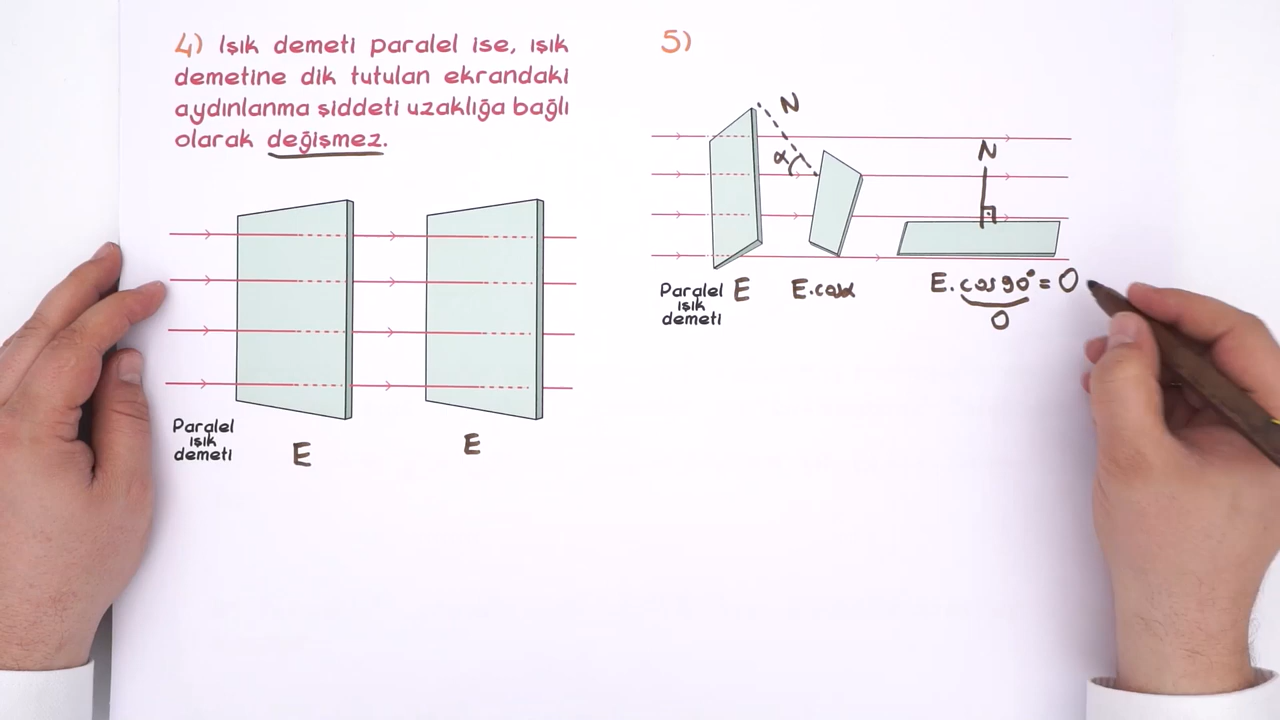 4) Işık demeti paralel ise, ışık
demetine dik tutulan ekrandaki
aydınlanma şiddeti uzaklığa bağlı
olarak değişmez.
Paralel
ışık
demeti
E
E
5)
N
α
N
Paralel
ışık
demeti
E
E.cosα
E.cos90°=0
0